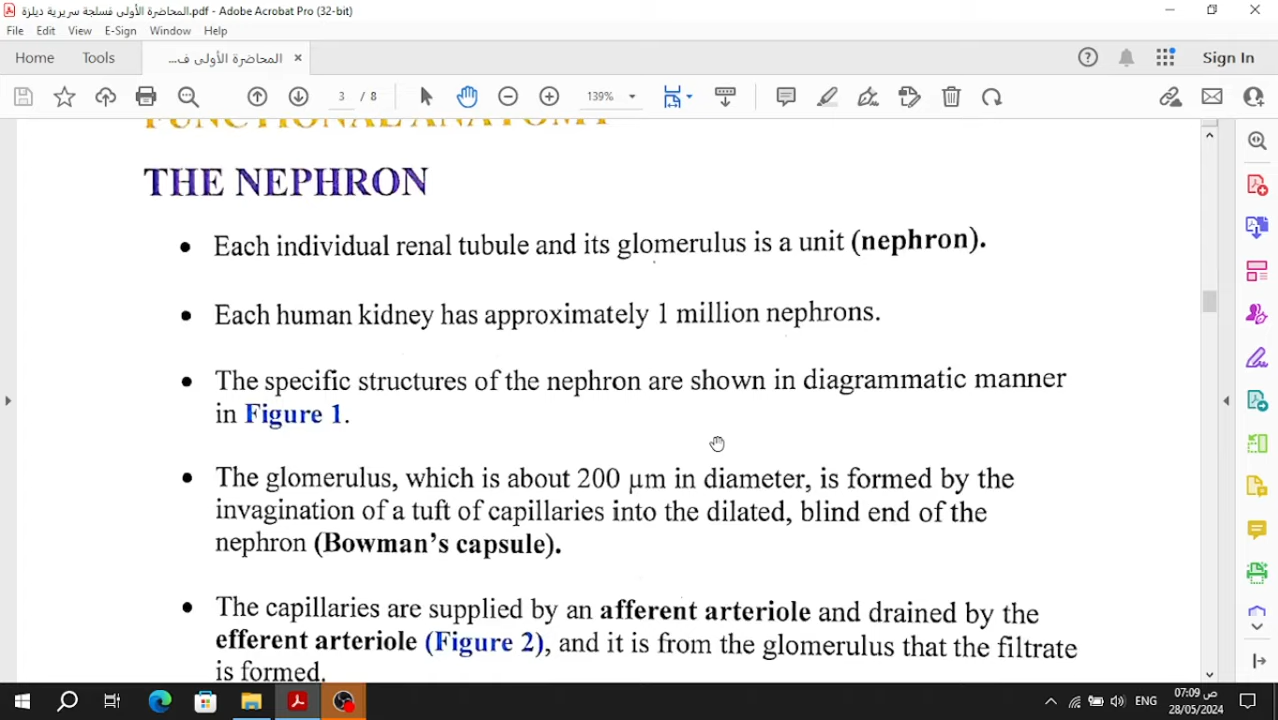 المحاضرة الأولى فسلجة سريرية ديلزة.pdf - Adobe Acrobat Pro (32-bit)
File Edit View E-Sign Window Help
Home Tools المحاضرة الأولى ف... ×
Sign In
3 / 8 139%
FUNCTIONAL ANATOMY
THE NEPHRON
• Each individual renal tubule and its glomerulus is a unit (nephron).
• Each human kidney has approximately 1 million nephrons.
• The specific structures of the nephron are shown in diagrammatic manner
in Figure 1.
• The glomerulus, which is about 200 µm in diameter, is formed by the
invagination of a tuft of capillaries into the dilated, blind end of the
nephron (Bowman's capsule).
• The capillaries are supplied by an afferent arteriole and drained by the
efferent arteriole (Figure 2), and it is from the glomerulus that the filtrate
is formed.
ENG
07:09 ص
28/05/2024